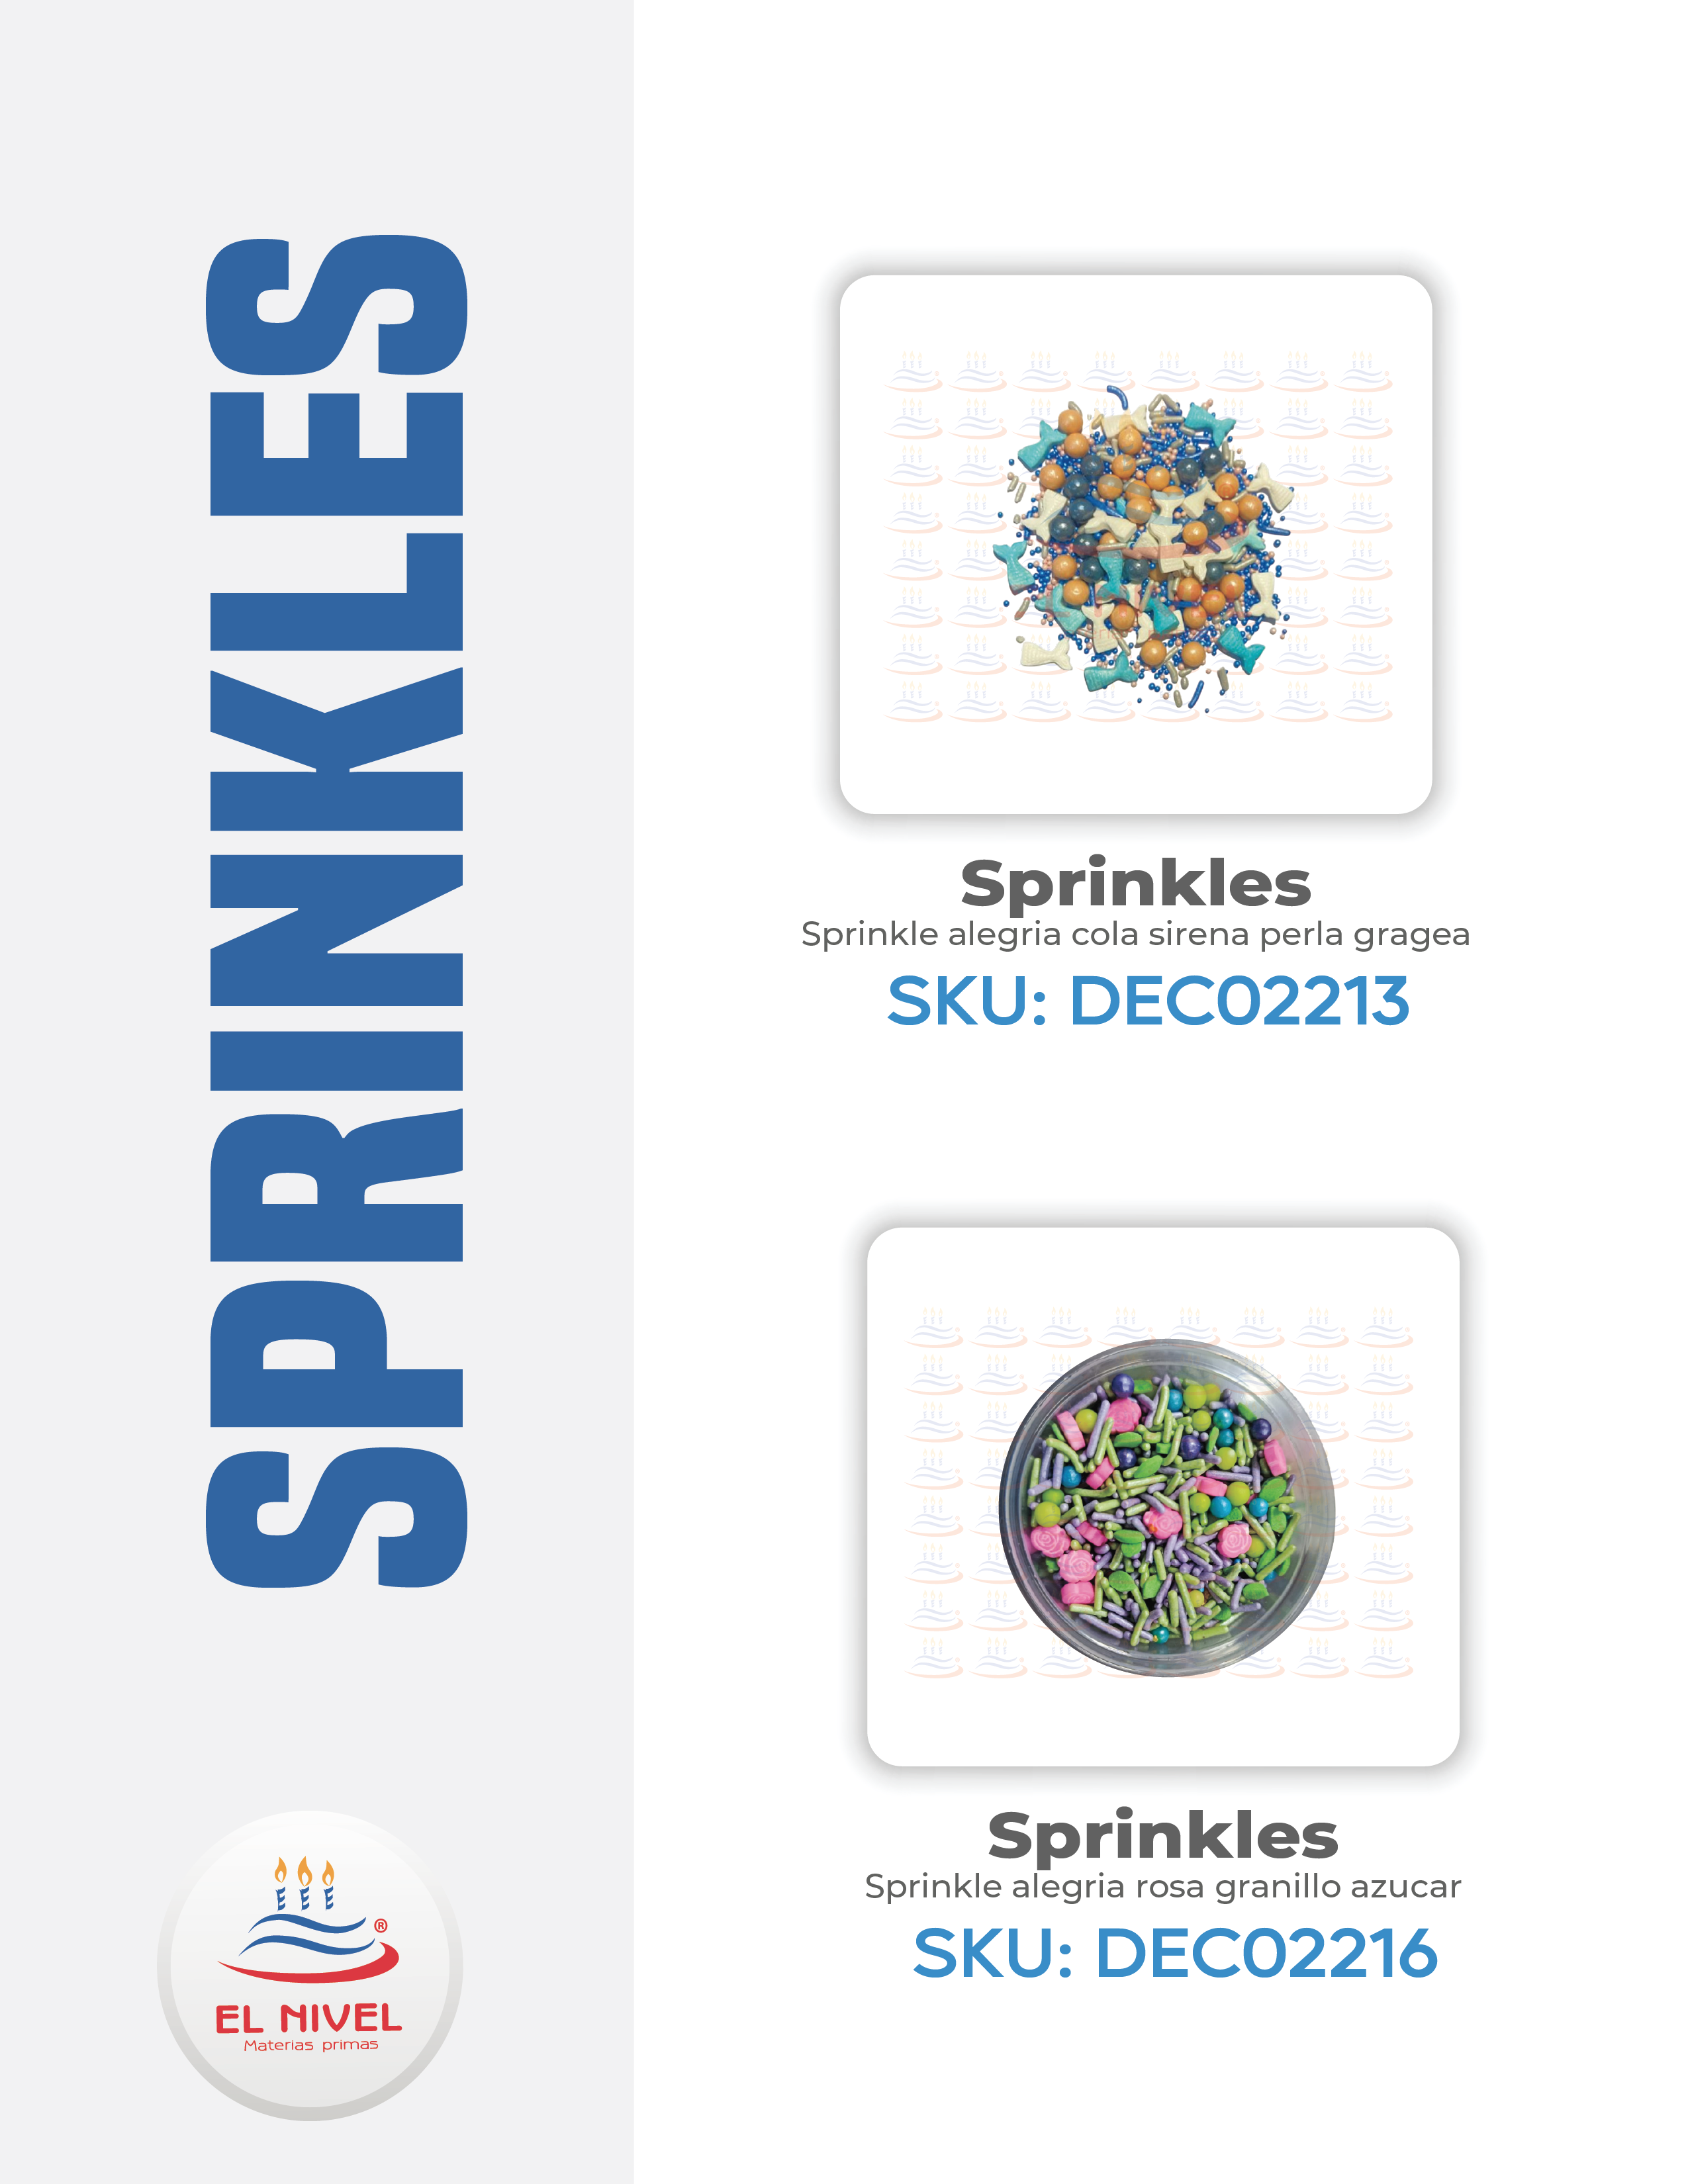 SPRINKLES
Sprinkles
Sprinkle alegria cola sirena perla gragea
SKU: DEC02213
Sprinkles
Sprinkle alegria rosa granillo azucar
SKU: DEC02216
®
EL NIVEL
Materias primas